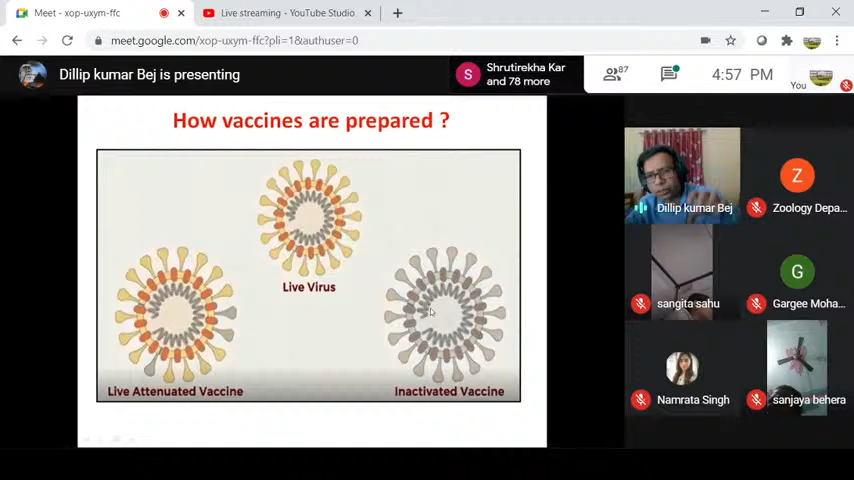 Meet - xop-uxym-ffc
Live streaming - YouTube Studio
meet.google.com/xop-uxym-ffc?pli=1&authuser=0
Dillip kumar Bej is presenting
S
Shrutirekha Kar
and 78 more
87
4:57 PM
You
How vaccines are prepared ?
Live Virus
Live Attenuated Vaccine
Inactivated Vaccine
Dillip kumar Bej
Z
Zoology Depa...
sangita sahu
G
Gargee Moha...
Namrata Singh
sanjaya behera